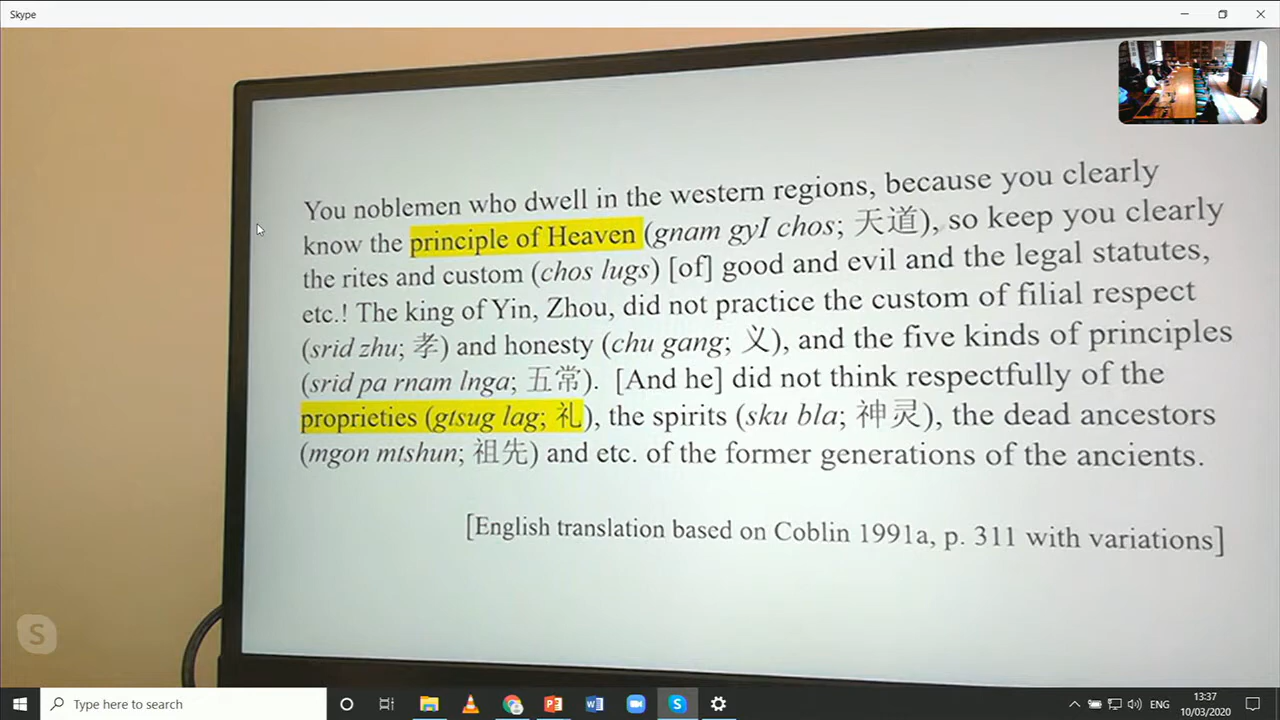 Skype
You noblemen who dwell in the western regions, because you clearly
know the principle of Heaven (gnam gyI chos; 天道), so keep you clearly
the rites and custom (chos lugs) [of] good and evil and the legal statutes,
etc.! The king of Yin, Zhou, did not practice the custom of filial respect
(srid zhu; 孝) and honesty (chu gang; 义), and the five kinds of principles
(srid pa rnam lnga; 五常). [And he] did not think respectfully of the
proprieties (gtsug lag; 礼), the spirits (sku bla; 神灵), the dead ancestors
(mgon mtshun; 祖先) and etc. of the former generations of the ancients.
[English translation based on Coblin 1991a, p. 311 with variations]
S
Type here to search
ENG
13:37
10/03/2020